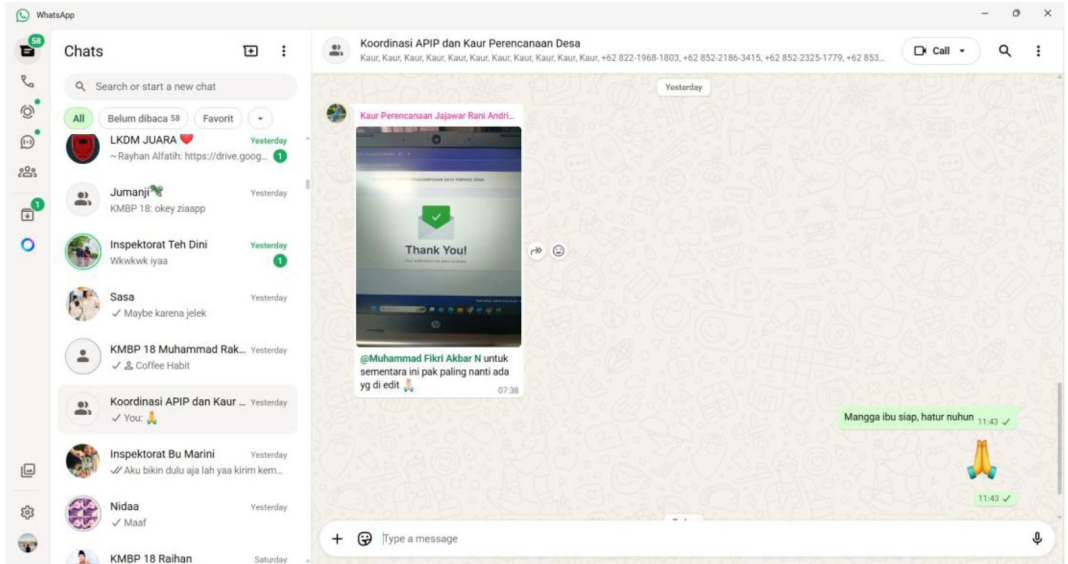 WhatsApp
58
Chats
Search or start a new chat
All
Belum dibaca 58
Favorit
LKDM JUARA ❤️
Yesterday
~Rayhan Alfatih: https://drive.goog...
1
Jumanji🦖
Yesterday
KMBP 18: okey ziaapp
1
Inspektorat Teh Dini
Yesterday
Wkwkwk iyaa
1
Sasa
Yesterday
✓ Maybe karena jelek
KMBP 18 Muhammad Rak...
Yesterday
✓ Coffee Habit
Koordinasi APIP dan Kaur ...
Yesterday
✓ You: 🙏
Inspektorat Bu Marini
Yesterday
✓✓ Aku bikin dulu aja lah yaa kirim kem...
Nidaa
Yesterday
✓ Maaf
KMBP 18 Raihan
Saturday
Koordinasi APIP dan Kaur Perencanaan Desa
Kaur, Kaur, Kaur, Kaur, Kaur, Kaur, Kaur, Kaur, Kaur, Kaur, Kaur, +62 822-1968-1803, +62 852-2186-3415, +62 852-2325-1779, +62 853...
Call
Yesterday
Kaur Perencanaan Jajawar Rani Andri...
Thank You!
@Muhammad Fikri Akbar N untuk
sementara ini pak paling nanti ada
yg di edit 🙏🏻
07:38
Mangga ibu siap, hatur nuhun 11:43 ✓
🙏
11:43 ✓
Type a message